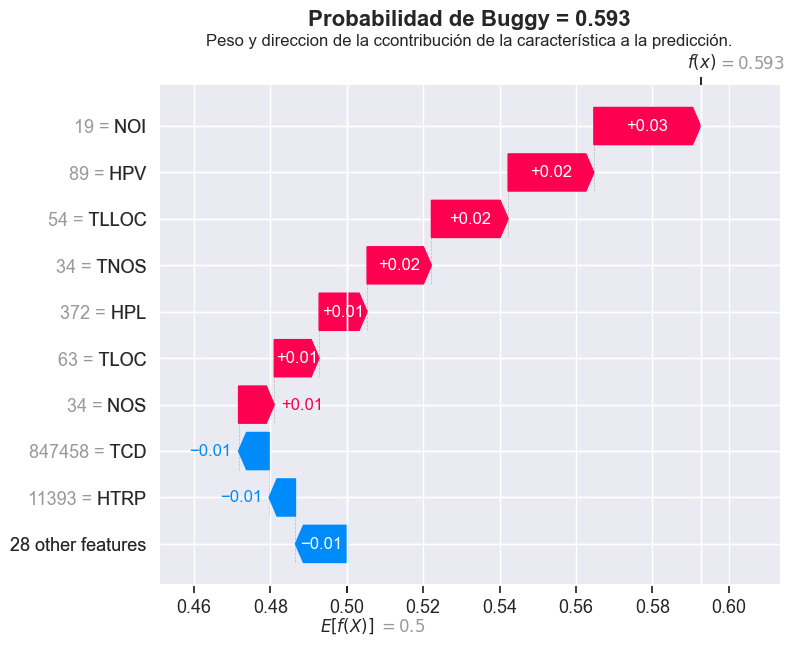 Probabilidad de Buggy = 0.593
Peso y direccion de la ccontribución de la característica a la predicción.
f(x) = 0.593
19 = NOI
+0.03
89 = HPV
+0.02
54 = TLLOC
+0.02
34 = TNOS
+0.02
372 = HPL
+0.01
63 = TLOC
+0.01
34 = NOS
+0.01
847458 = TCD
−0.01
11393 = HTRP
−0.01
28 other features
−0.01
0.46 0.48 0.50 0.52 0.54 0.56 0.58 0.60
E[f(X)] = 0.5